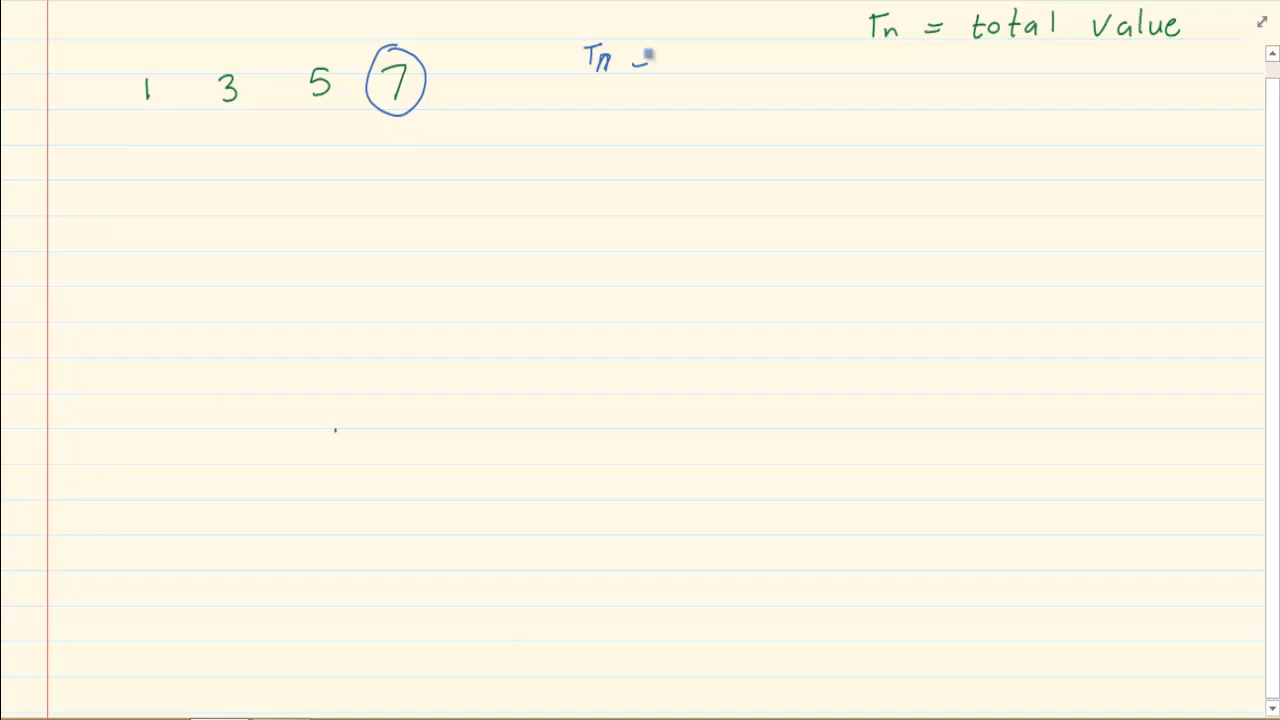 Tn = total value
Tn =
1 3 5 7